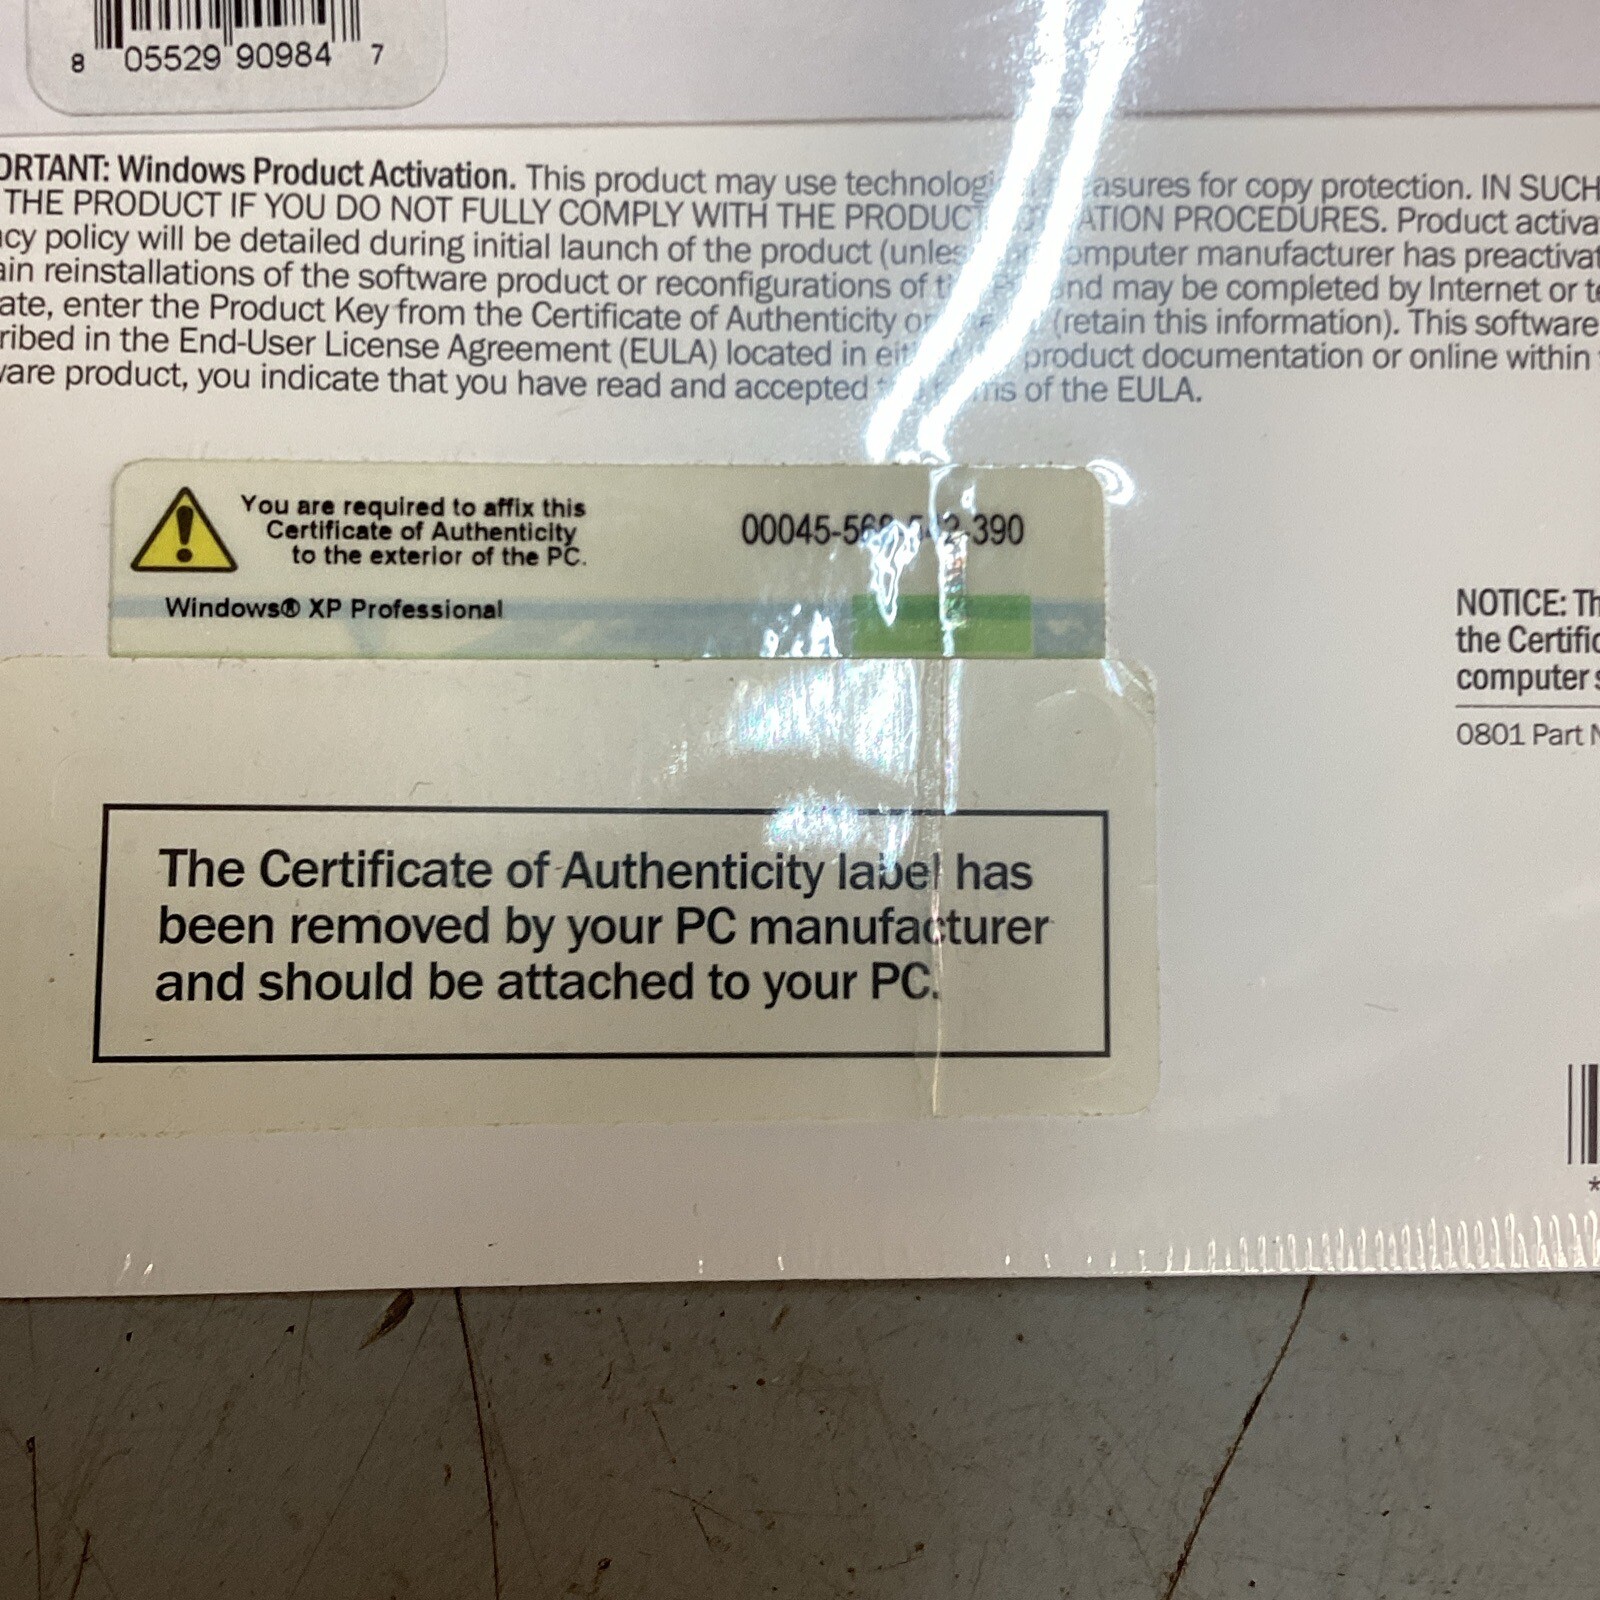 8 05529 90984 7
ORTANT: Windows Product Activation. This product may use asures for copy protection. IN SUCH
THE PRODUCT IF YOU DO NOT FULLY COMPLY WITH THE PRODUCT ATION PROCEDURES. Product activa
acy policy will be detailed during initial launch of the product (unles omputer manufacturer has preactivat
ain reinstallations of the software product or reconfigurations of and may be completed by Internet or te
ate, enter the Product Key from the Certificate of Authenticity or (retain this information). This software
ribed in the End-User License Agreement (EULA) located in product documentation or online within
ware product, you indicate that you have read and accepted of the EULA.
You are required to affix this
Certificate of Authenticity
to the exterior of the PC.
Windows® XP Professional
NOTICE: Th
the Certific
computer s
0801 Part N
The Certificate of Authenticity label has
been removed by your PC manufacturer
and should be attached to your PC.
*